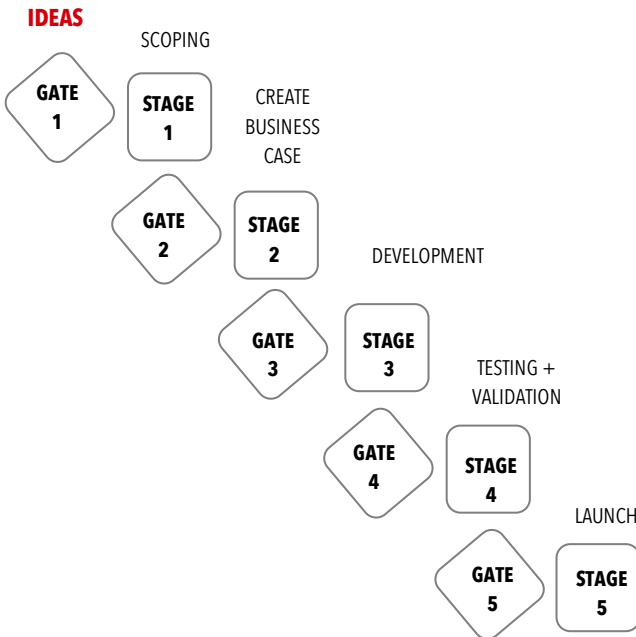 IDEAS
SCOPING
GATE
1
STAGE
1
CREATE
BUSINESS
CASE
GATE
2
STAGE
2
DEVELOPMENT
GATE
3
STAGE
3
TESTING +
VALIDATION
GATE
4
STAGE
4
LAUNCH
GATE
5
STAGE
5